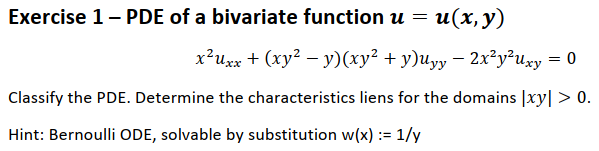 Exercise 1 – PDE of a bivariate function u = u(x, y)
x²uₓₓ + (xy² − y)(xy² + y)u_yy − 2x²y²u_xy = 0
Classify the PDE. Determine the characteristics liens for the domains |xy| > 0.
Hint: Bernoulli ODE, solvable by substitution w(x) := 1/y